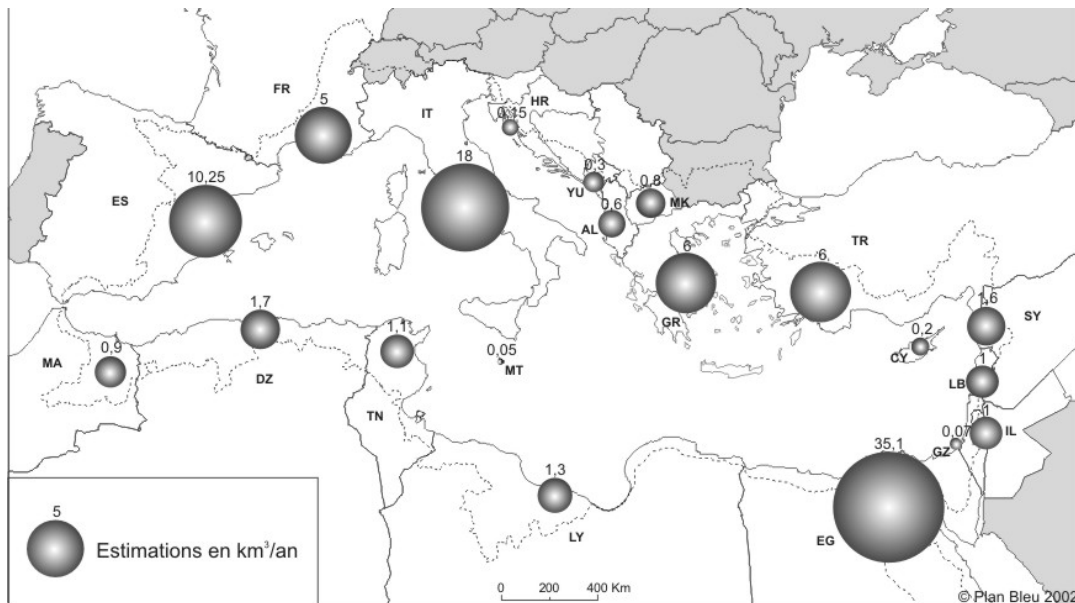 FR
5
IT
HR
0,15
18
10,25
ES
0,3
YU
0,8
MK
0,6
AL
TR
6
6
GR
1,7
1,1
0,9
MA
DZ
0,05
MT
1,6
SY
0,2
CY
1
LB
TN
1
IL
0,07
GZ
35,1
1,3
LY
EG
5
Estimations en km³/an
0 200 400 Km
© Plan Bleu 2002